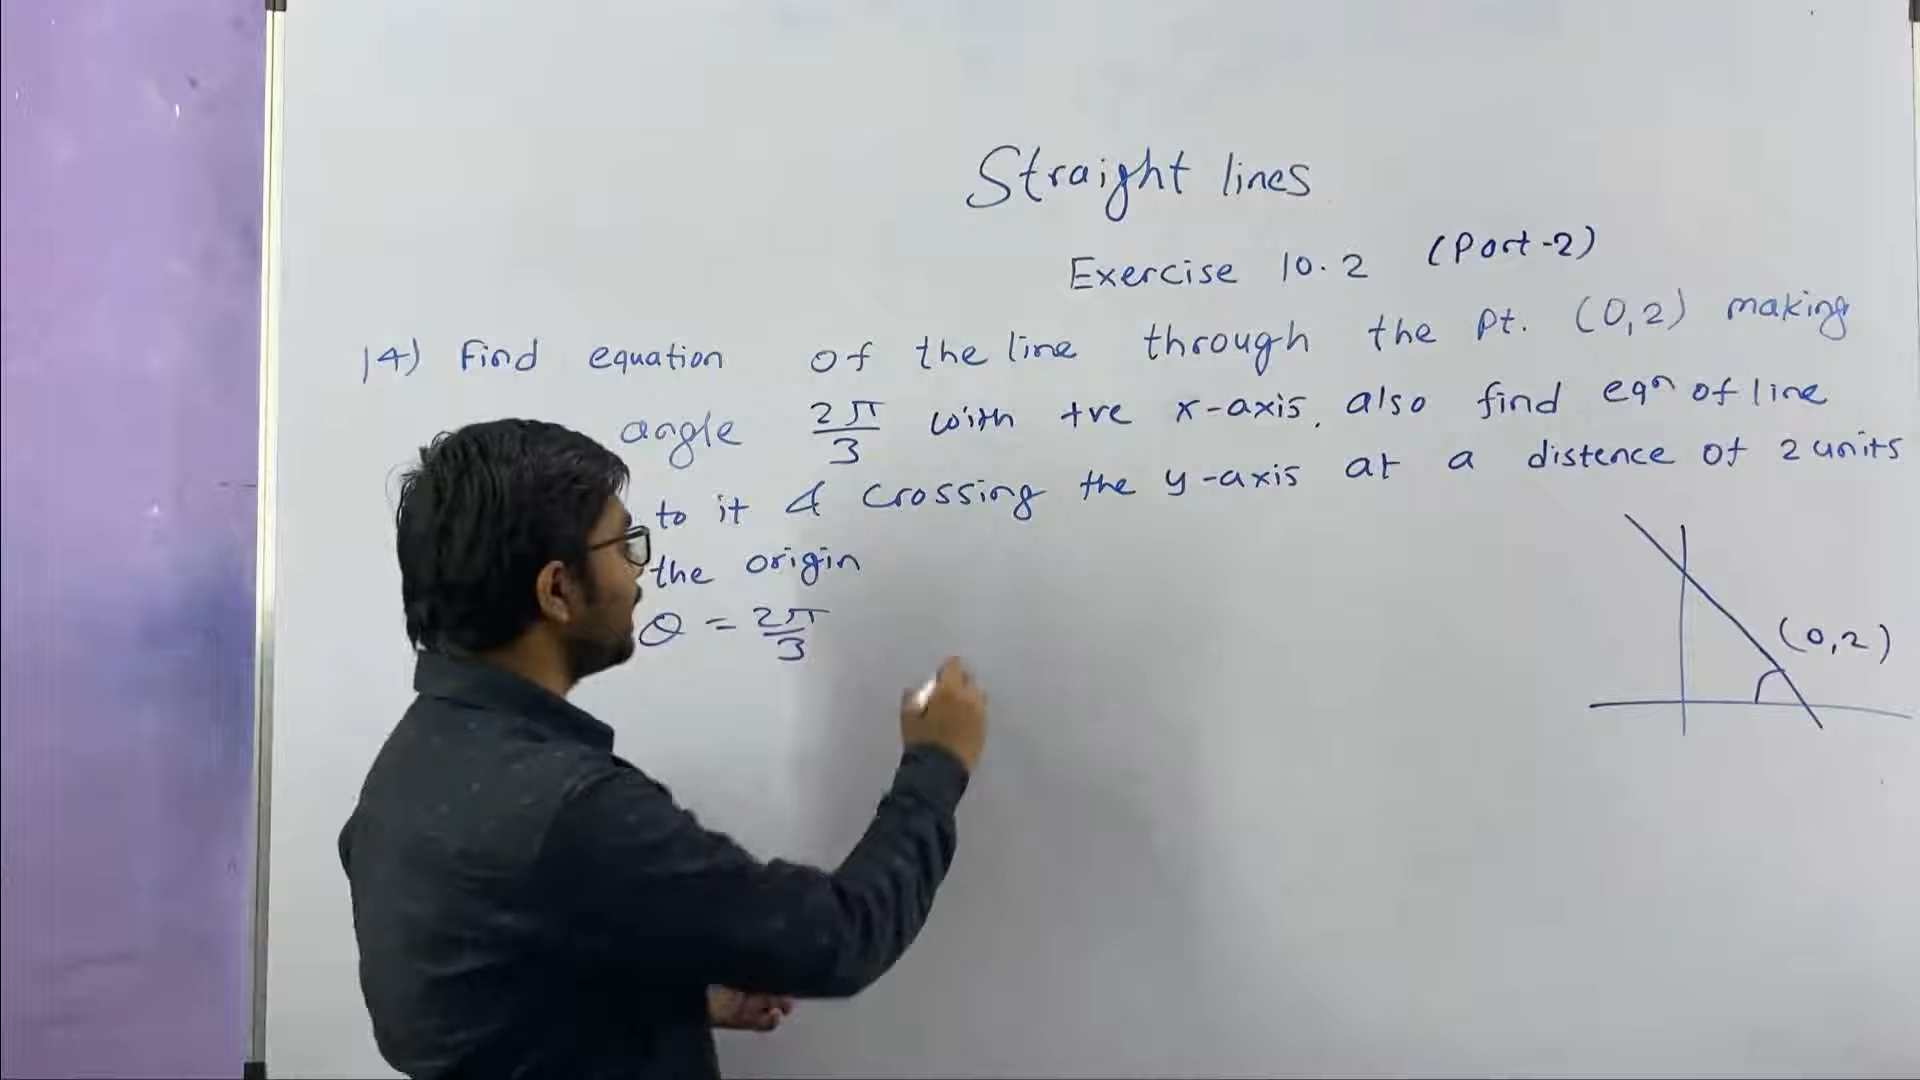 Straight lines
Exercise 10.2 (Part-2)
14) Find equation of the line through the pt. (0,2) making
angle 2π/3 with +ve x-axis, also find eqⁿ of line
to it & crossing the y-axis at a distence of 2 units
the origin
θ = 2π/3
(0,2)